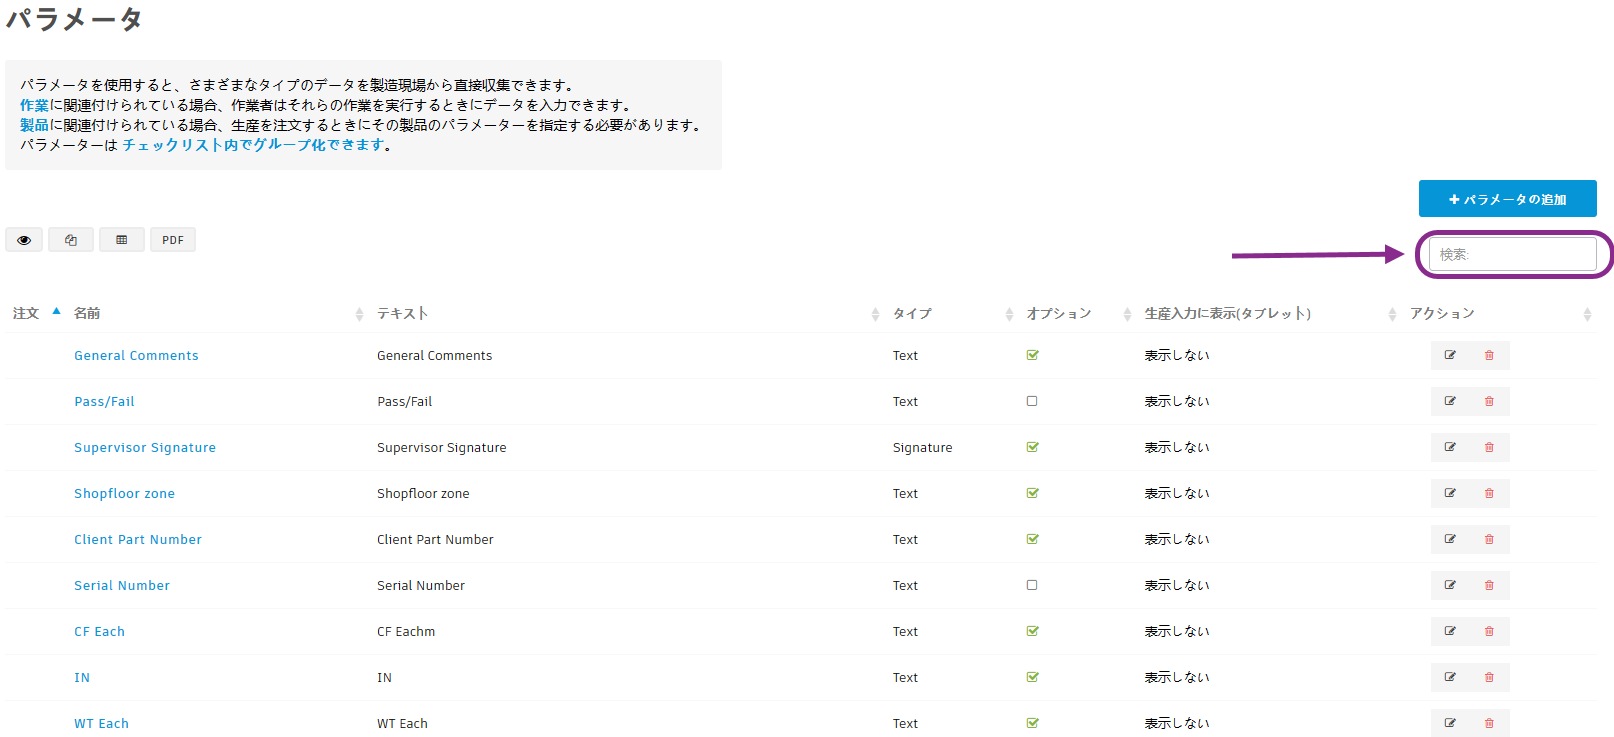 パラメータ
パラメータを使用すると、さまざまなタイプのデータを製造現場から直接収集できます。
作業に関連付けられている場合、作業者はそれらの作業を実行するときにデータを入力できます。
製品に関連付けられている場合、生産を注文するときにその製品のパラメーターを指定する必要があります。
パラメーターは チェックリスト内でグループ化できます。
+ パラメータの追加
PDF
検索:
注文 名前 テキスト タイプ オプション 生産入力に表示(タブレット) アクション
General Comments General Comments Text 表示しない
Pass/Fail Pass/Fail Text 表示しない
Supervisor Signature Supervisor Signature Signature 表示しない
Shopfloor zone Shopfloor zone Text 表示しない
Client Part Number Client Part Number Text 表示しない
Serial Number Serial Number Text 表示しない
CF Each CF Eachm Text 表示しない
IN IN Text 表示しない
WT Each WT Each Text 表示しない